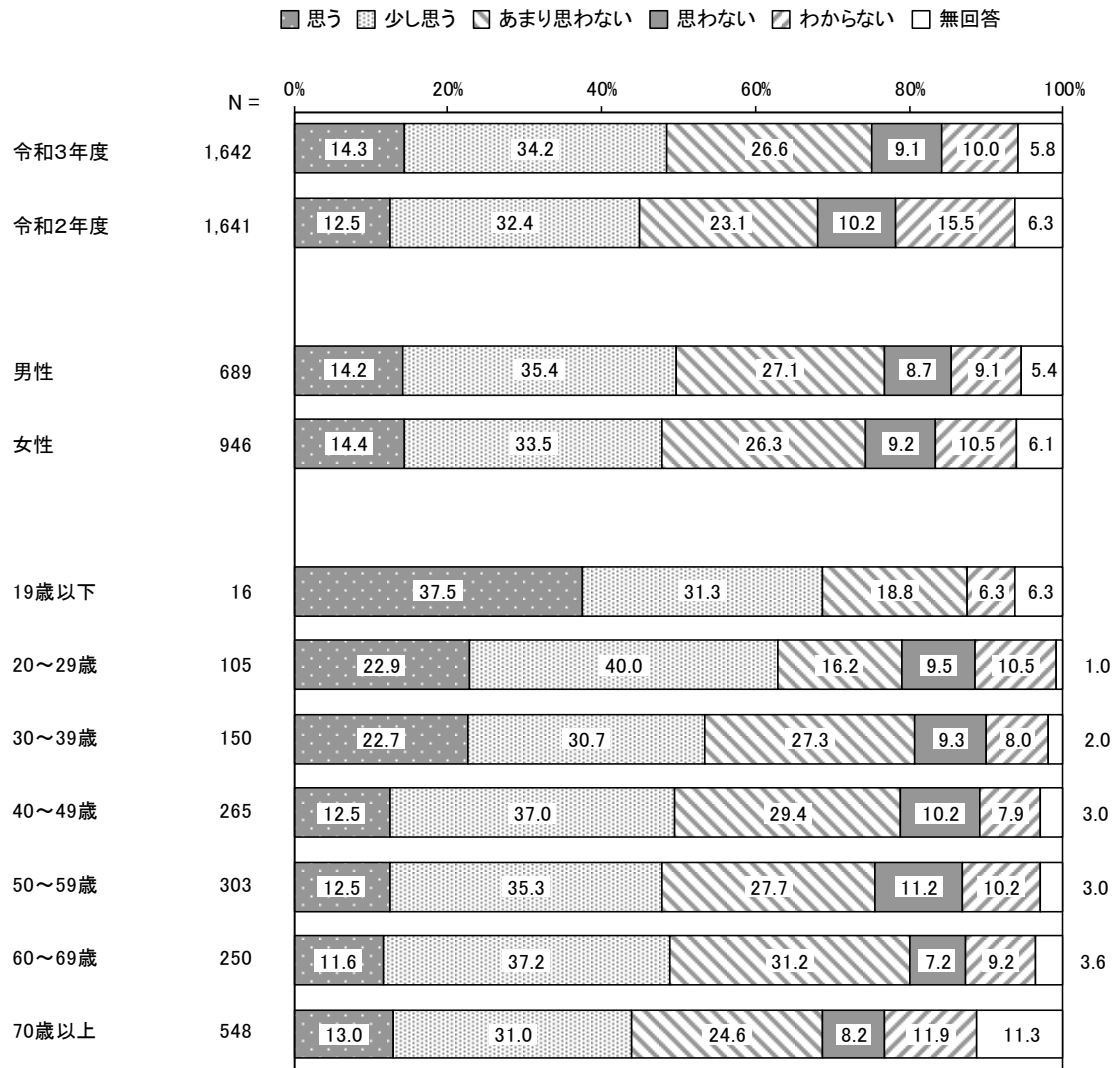 思う 少し思う あまり思わない 思わない わからない 無回答
0% 20% 40% 60% 80% 100%
N =
令和3年度 1,642 14.3 34.2 26.6 9.1 10.0 5.8
令和2年度 1,641 12.5 32.4 23.1 10.2 15.5 6.3
男性 689 14.2 35.4 27.1 8.7 9.1 5.4
女性 946 14.4 33.5 26.3 9.2 10.5 6.1
19歳以下 16 37.5 31.3 18.8 6.3 6.3
20～29歳 105 22.9 40.0 16.2 9.5 10.5 1.0
30～39歳 150 22.7 30.7 27.3 9.3 8.0 2.0
40～49歳 265 12.5 37.0 29.4 10.2 7.9 3.0
50～59歳 303 12.5 35.3 27.7 11.2 10.2 3.0
60～69歳 250 11.6 37.2 31.2 7.2 9.2 3.6
70歳以上 548 13.0 31.0 24.6 8.2 11.9 11.3